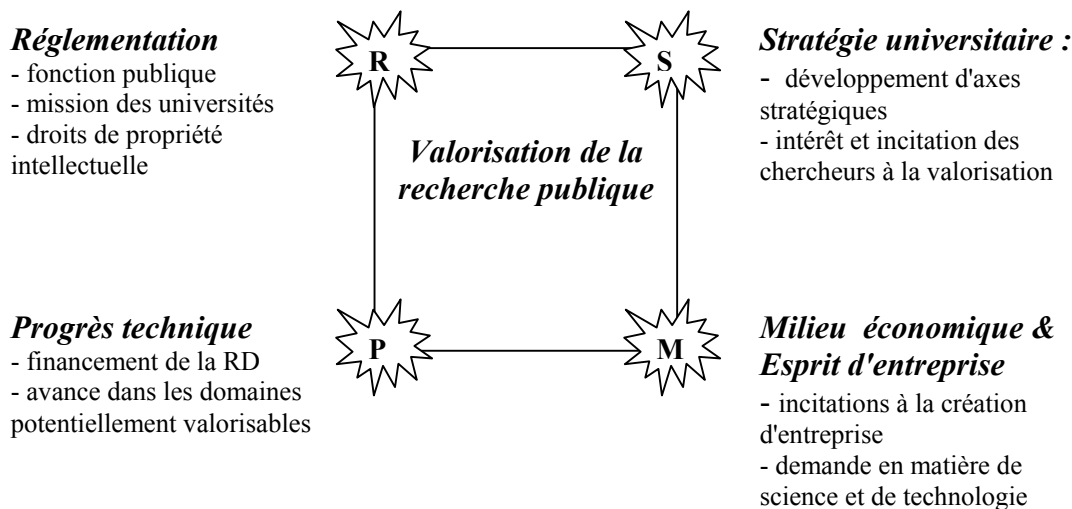 Réglementation
- fonction publique
- mission des universités
- droits de propriété
intellectuelle
R
S
Stratégie universitaire :
- développement d'axes
stratégiques
- intérêt et incitation des
chercheurs à la valorisation
Valorisation de la
recherche publique
Progrès technique
- financement de la RD
- avance dans les domaines
potentiellement valorisables
P
M
Milieu économique &
Esprit d'entreprise
- incitations à la création
d'entreprise
- demande en matière de
science et de technologie